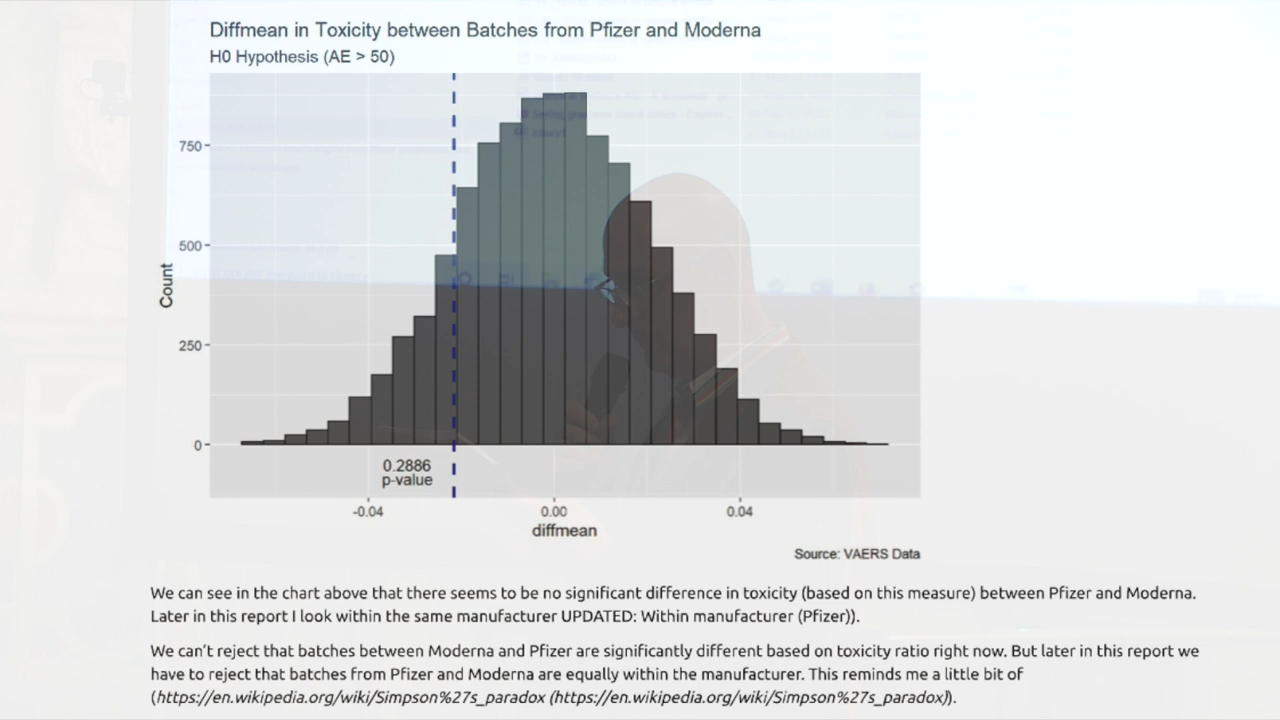 Diffmean in Toxicity between Batches from Pfizer and Moderna
H0 Hypothesis (AE > 50)
750
500
250
0
Count
0.2886
p-value
-0.04
0.00
0.04
diffmean
Source: VAERS Data
We can see in the chart above that there seems to be no significant difference in toxicity (based on this measure) between Pfizer and Moderna.
Later in this report I look within the same manufacturer UPDATED: Within manufacturer (Pfizer)).
We can't reject that batches between Moderna and Pfizer are significantly different based on toxicity ratio right now. But later in this report we
have to reject that batches from Pfizer and Moderna are equally within the manufacturer. This reminds me a little bit of
(https://en.wikipedia.org/wiki/Simpson%27s_paradox (https://en.wikipedia.org/wiki/Simpson%27s_paradox)).